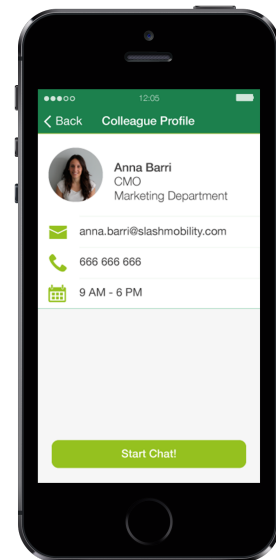 12:05
Back Colleague Profile
Anna Barri
CMO
Marketing Department
anna.barri@slashmobility.com
666 666 666
9 AM - 6 PM
Start Chat!